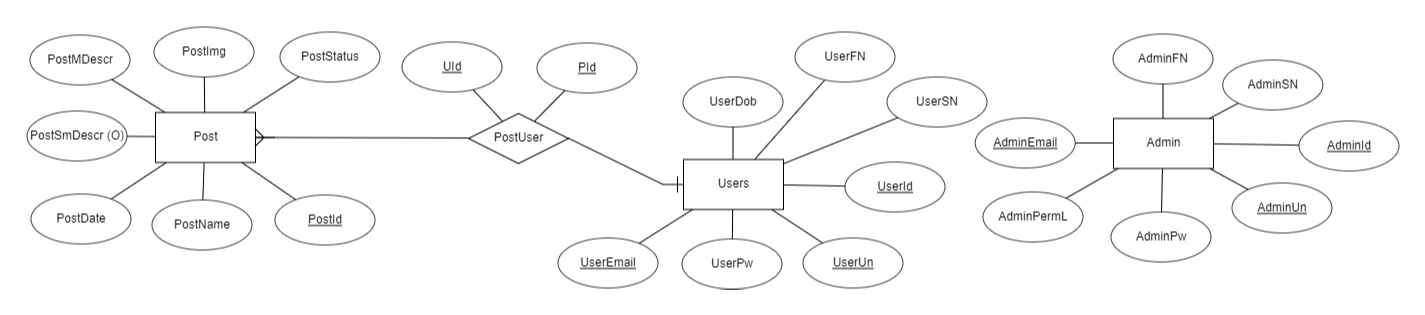 PostMDescr
PostImg
PostStatus
PostSmDescr (O)
Post
PostDate
PostName
PostId
UId
PId
PostUser
UserDob
UserFN
UserSN
Users
UserId
UserEmail
UserPw
UserUn
AdminFN
AdminSN
AdminEmail
Admin
AdminId
AdminPermL
AdminPw
AdminUn